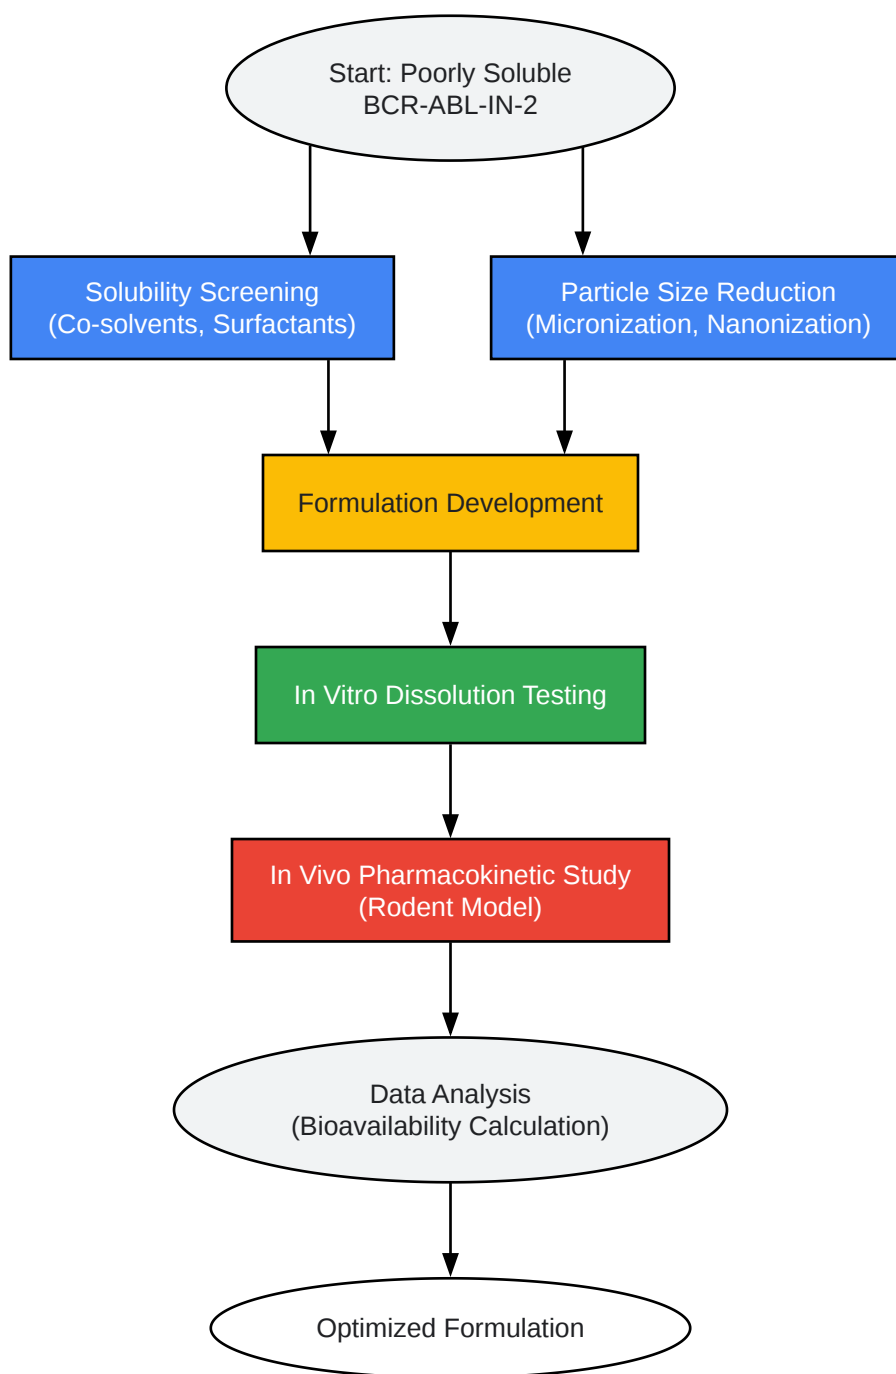 Start: Poorly Soluble
BCR-ABL-IN-2
Solubility Screening
(Co-solvents, Surfactants)
Particle Size Reduction
(Micronization, Nanonization)
Formulation Development
In Vitro Dissolution Testing
In Vivo Pharmacokinetic Study
(Rodent Model)
Data Analysis
(Bioavailability Calculation)
Optimized Formulation